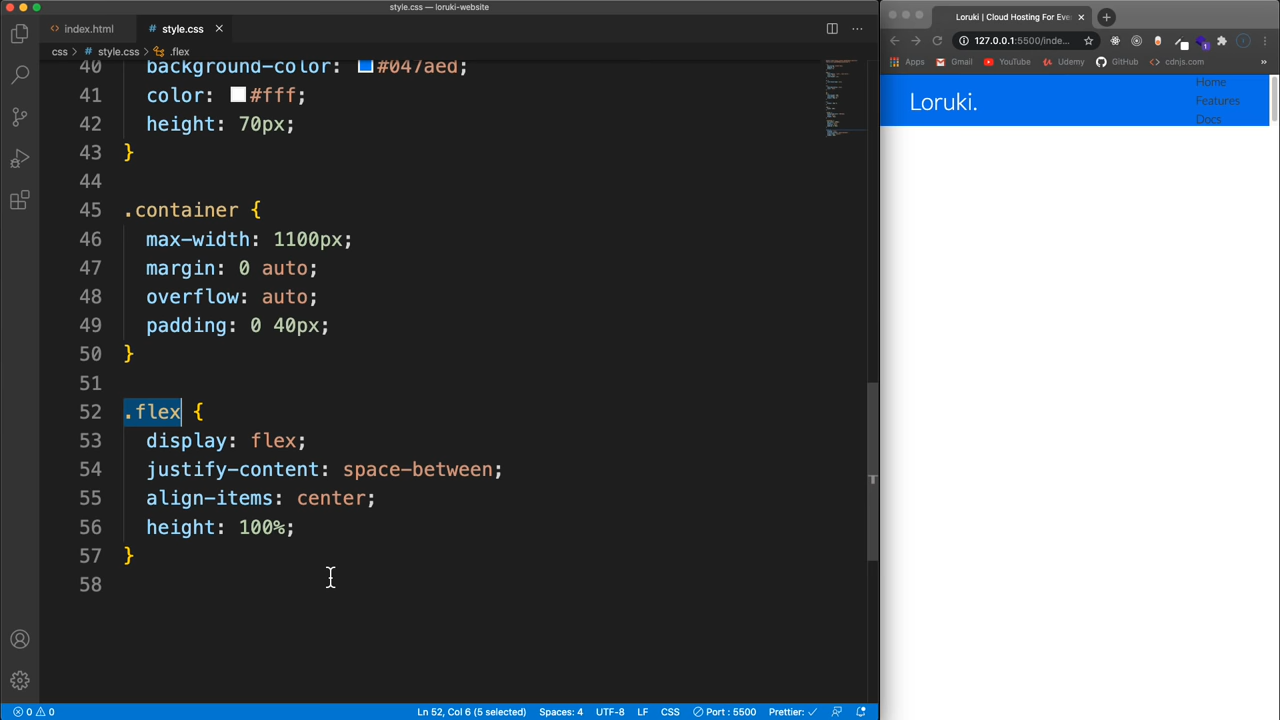 style.css — loruki-website
index.html
style.css
css
style.css
.flex
40
background-color: #047aed;
41
color: #fff;
42
height: 70px;
43
}
44
45
.container {
46
max-width: 1100px;
47
margin: 0 auto;
48
overflow: auto;
49
padding: 0 40px;
50
}
51
52
.flex {
53
display: flex;
54
justify-content: space-between;
55
align-items: center;
56
height: 100%;
57
}
58
0 0
Ln 52, Col 6 (5 selected)
Spaces: 4
UTF-8
LF
CSS
Port : 5500
Prettier:
Loruki | Cloud Hosting For Eve
127.0.0.1:5500/inde...
Apps
Gmail
YouTube
Udemy
GitHub
cdnjs.com
»
Loruki.
Home
Features
Docs